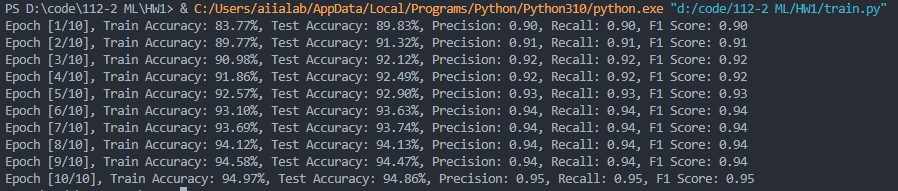 PS D:\code\112-2 ML\HW1> & C:/Users/aiialab/AppData/Local/Programs/Python/Python310/python.exe "d:/code/112-2 ML/HW1/train.py"
Epoch [1/10], Train Accuracy: 83.77%, Test Accuracy: 89.83%, Precision: 0.90, Recall: 0.90, F1 Score: 0.90
Epoch [2/10], Train Accuracy: 89.77%, Test Accuracy: 91.32%, Precision: 0.91, Recall: 0.91, F1 Score: 0.91
Epoch [3/10], Train Accuracy: 90.98%, Test Accuracy: 92.12%, Precision: 0.92, Recall: 0.92, F1 Score: 0.92
Epoch [4/10], Train Accuracy: 91.86%, Test Accuracy: 92.49%, Precision: 0.92, Recall: 0.92, F1 Score: 0.92
Epoch [5/10], Train Accuracy: 92.57%, Test Accuracy: 92.90%, Precision: 0.93, Recall: 0.93, F1 Score: 0.93
Epoch [6/10], Train Accuracy: 93.10%, Test Accuracy: 93.63%, Precision: 0.94, Recall: 0.94, F1 Score: 0.94
Epoch [7/10], Train Accuracy: 93.69%, Test Accuracy: 93.74%, Precision: 0.94, Recall: 0.94, F1 Score: 0.94
Epoch [8/10], Train Accuracy: 94.12%, Test Accuracy: 94.13%, Precision: 0.94, Recall: 0.94, F1 Score: 0.94
Epoch [9/10], Train Accuracy: 94.58%, Test Accuracy: 94.47%, Precision: 0.94, Recall: 0.94, F1 Score: 0.94
Epoch [10/10], Train Accuracy: 94.97%, Test Accuracy: 94.86%, Precision: 0.95, Recall: 0.95, F1 Score: 0.95